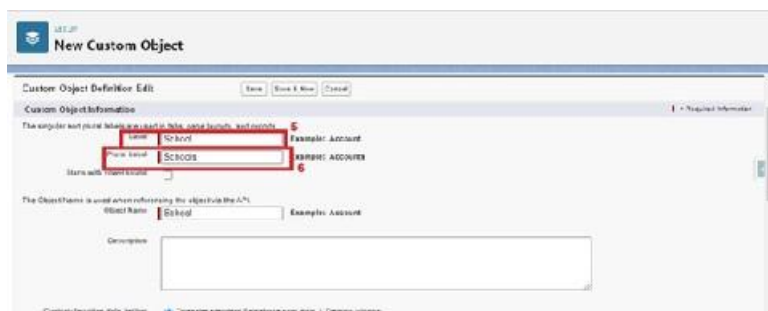 SETUP
New Custom Object
Custom Object Definition Edit
Save Save & New Cancel
Custom Object Information
= Required Information
The singular and plural labels are used in tabs, page layouts, and reports.
5
Label School Example: Account
Plural Label Schools Example: Accounts
6
Starts with vowel sound
The Object Name is used when referencing the object via the API.
Object Name School Example: Account
Description